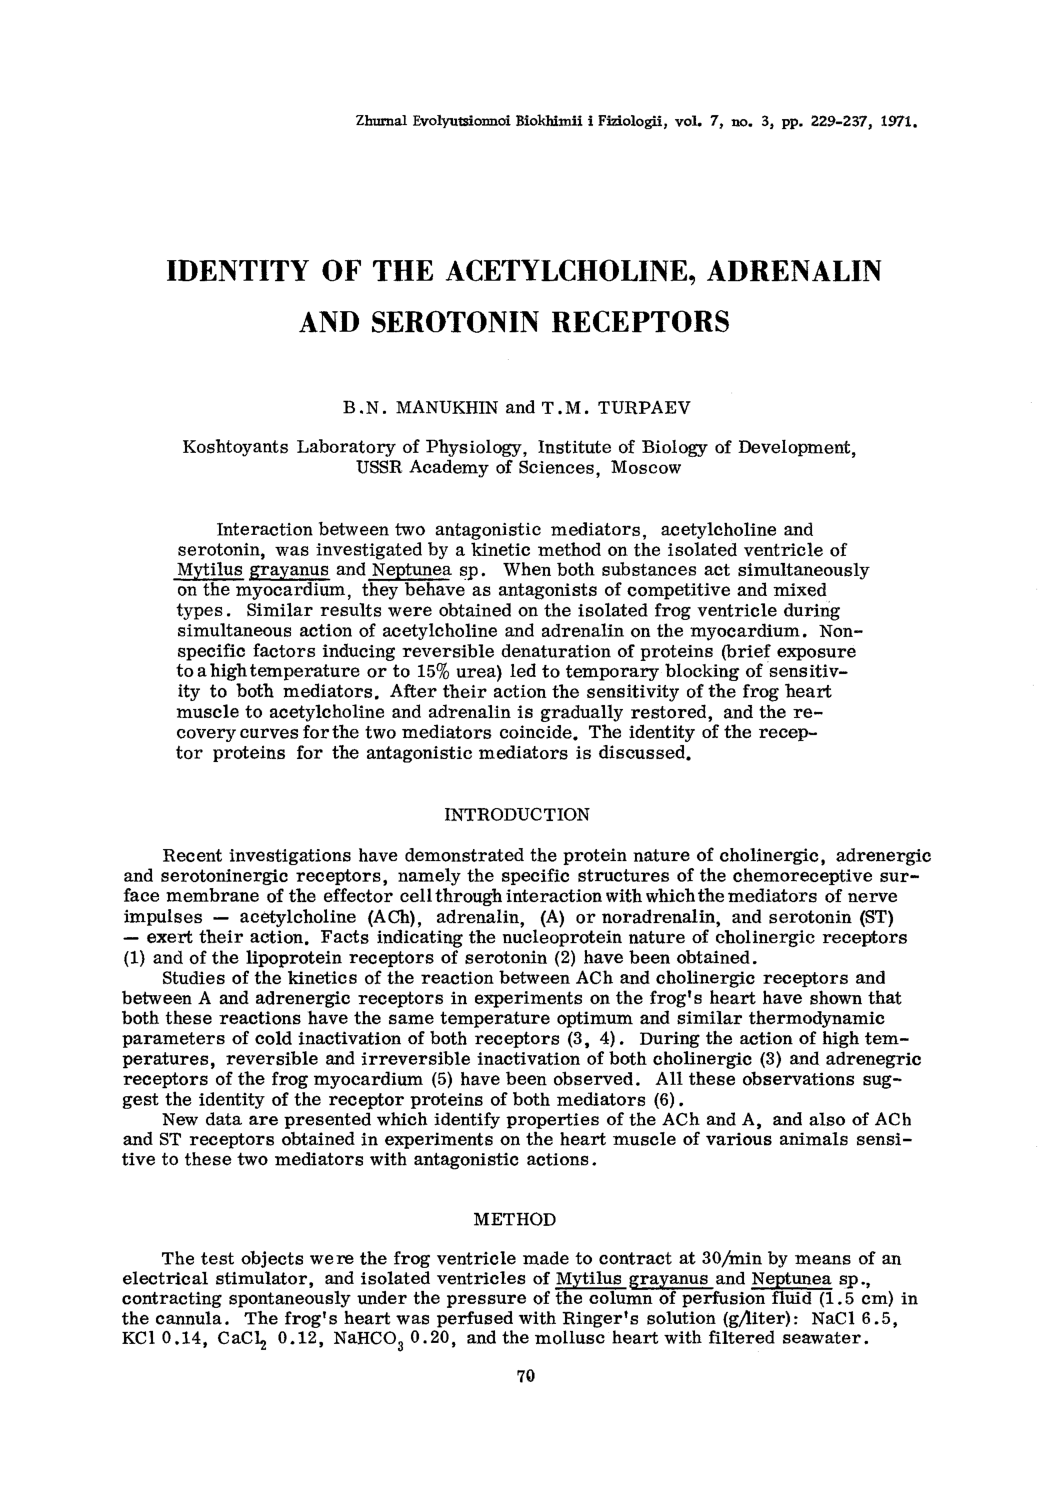 Zhurnal Evolyutsionnoi Biokhimii i Fiziologii, vol. 7, no. 3, pp. 229-237, 1971.
IDENTITY OF THE ACETYLCHOLINE, ADRENALIN
AND SEROTONIN RECEPTORS
B.N. MANUKHIN and T.M. TURPAEV
Koshtoyants Laboratory of Physiology, Institute of Biology of Development,
USSR Academy of Sciences, Moscow
Interaction between two antagonistic mediators, acetylcholine and
serotonin, was investigated by a kinetic method on the isolated ventricle of
Mytilus grayanus and Neptunea sp. When both substances act simultaneously
on the myocardium, they behave as antagonists of competitive and mixed
types. Similar results were obtained on the isolated frog ventricle during
simultaneous action of acetylcholine and adrenalin on the myocardium. Non-
specific factors inducing reversible denaturation of proteins (brief exposure
to a high temperature or to 15% urea) led to temporary blocking of sensitiv-
ity to both mediators. After their action the sensitivity of the frog heart
muscle to acetylcholine and adrenalin is gradually restored, and the re-
covery curves for the two mediators coincide. The identity of the recep-
tor proteins for the antagonistic mediators is discussed.
INTRODUCTION
Recent investigations have demonstrated the protein nature of cholinergic, adrenergic
and serotoninergic receptors, namely the specific structures of the chemoreceptive sur-
face membrane of the effector cell through interaction with which the mediators of nerve
impulses — acetylcholine (ACh), adrenalin, (A) or noradrenalin, and serotonin (ST)
— exert their action. Facts indicating the nucleoprotein nature of cholinergic receptors
(1) and of the lipoprotein receptors of serotonin (2) have been obtained.
Studies of the kinetics of the reaction between ACh and cholinergic receptors and
between A and adrenergic receptors in experiments on the frog's heart have shown that
both these reactions have the same temperature optimum and similar thermodynamic
parameters of cold inactivation of both receptors (3, 4). During the action of high tem-
peratures, reversible and irreversible inactivation of both cholinergic (3) and adrenegric
receptors of the frog myocardium (5) have been observed. All these observations sug-
gest the identity of the receptor proteins of both mediators (6).
New data are presented which identify properties of the ACh and A, and also of ACh
and ST receptors obtained in experiments on the heart muscle of various animals sensi-
tive to these two mediators with antagonistic actions.
METHOD
The test objects were the frog ventricle made to contract at 30/min by means of an
electrical stimulator, and isolated ventricles of Mytilus grayanus and Neptunea sp.,
contracting spontaneously under the pressure of the column of perfusion fluid (1.5 cm) in
the cannula. The frog's heart was perfused with Ringer's solution (g/liter): NaCl 6.5,
KCl 0.14, CaCl₂ 0.12, NaHCO₃ 0.20, and the mollusc heart with filtered seawater.
70